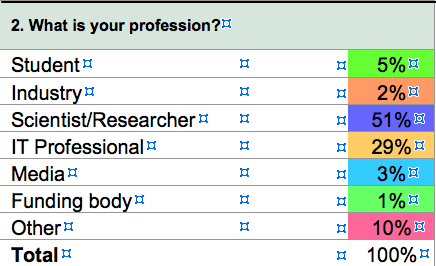 2. What is your profession?
Student 5%
Industry 2%
Scientist/Researcher 51%
IT Professional 29%
Media 3%
Funding body 1%
Other 10%
Total 100%